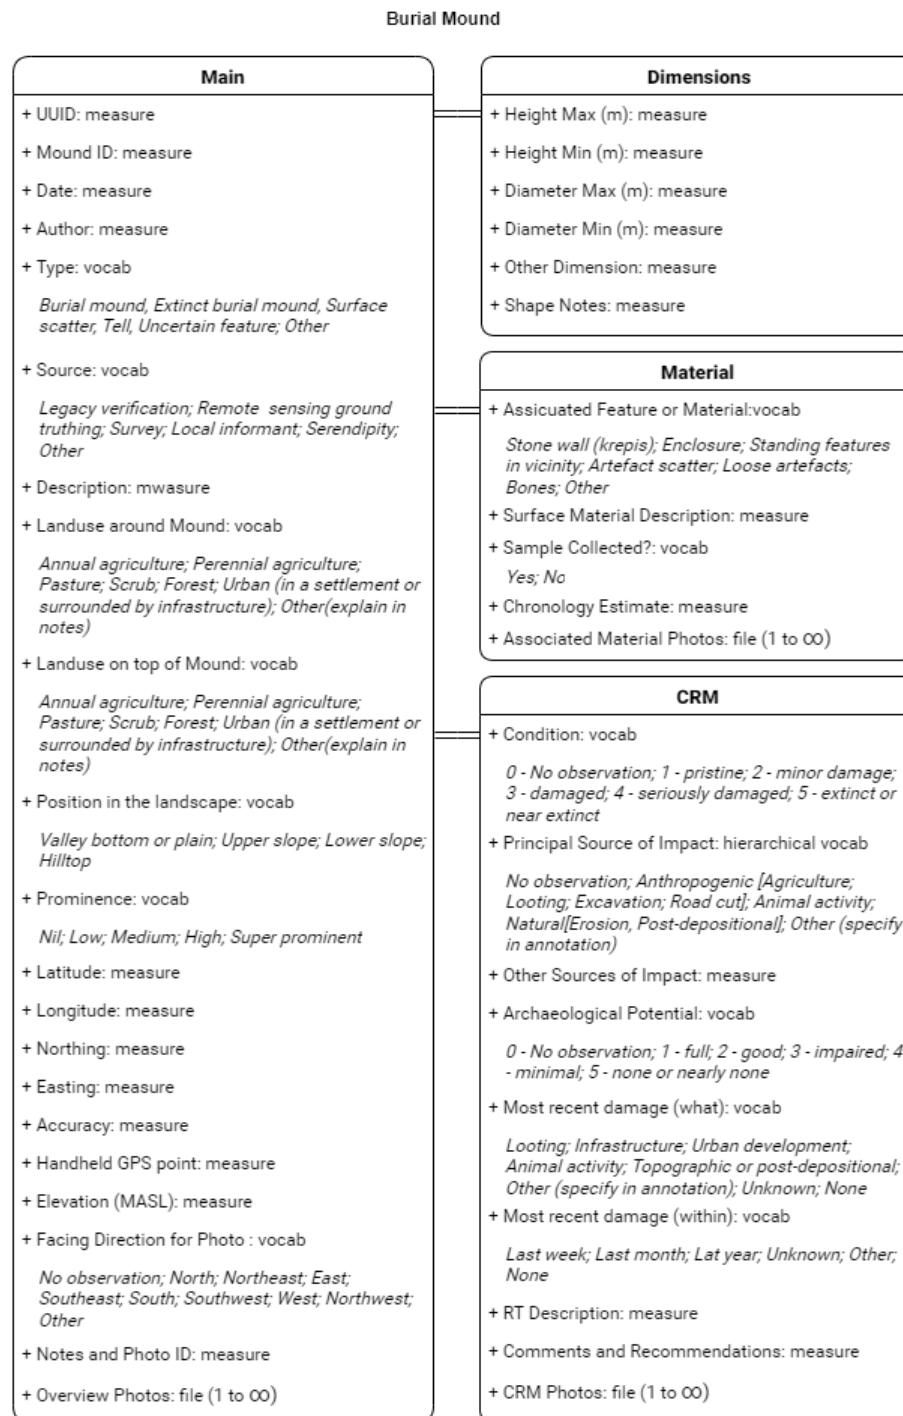 Burial Mound
Main
+ UUID: measure
+ Mound ID: measure
+ Date: measure
+ Author: measure
+ Type: vocab
Burial mound, Extinct burial mound, Surface
scatter, Tell, Uncertain feature; Other
+ Source: vocab
Legacy verification; Remote sensing ground
truthing; Survey; Local informant; Serendipity;
Other
+ Description: mwasure
+ Landuse around Mound: vocab
Annual agriculture; Perennial agriculture;
Pasture; Scrub; Forest; Urban (in a settlement or
surrounded by infrastructure); Other(explain in
notes)
+ Landuse on top of Mound: vocab
Annual agriculture; Perennial agriculture;
Pasture; Scrub; Forest; Urban (in a settlement or
surrounded by infrastructure); Other(explain in
notes)
+ Position in the landscape: vocab
Valley bottom or plain; Upper slope; Lower slope;
Hilltop
+ Prominence: vocab
Nil; Low; Medium; High; Super prominent
+ Latitude: measure
+ Longitude: measure
+ Northing: measure
+ Easting: measure
+ Accuracy: measure
+ Handheld GPS point: measure
+ Elevation (MASL): measure
+ Facing Direction for Photo : vocab
No observation; North; Northeast; East;
Southeast; South; Southwest; West; Northwest;
Other
+ Notes and Photo ID: measure
+ Overview Photos: file (1 to ∞)
Dimensions
+ Height Max (m): measure
+ Height Min (m): measure
+ Diameter Max (m): measure
+ Diameter Min (m): measure
+ Other Dimension: measure
+ Shape Notes: measure
Material
+ Assicuated Feature or Material:vocab
Stone wall (krepis); Enclosure; Standing features
in vicinity; Artefact scatter; Loose artefacts;
Bones; Other
+ Surface Material Description: measure
+ Sample Collected?: vocab
Yes; No
+ Chronology Estimate: measure
+ Associated Material Photos: file (1 to ∞)
CRM
+ Condition: vocab
0 - No observation; 1 - pristine; 2 - minor damage;
3 - damaged; 4 - seriously damaged; 5 - extinct or
near extinct
+ Principal Source of Impact: hierarchical vocab
No observation; Anthropogenic [Agriculture;
Looting; Excavation; Road cut]; Animal activity;
Natural[Erosion, Post-depositional]; Other (specify
in annotation)
+ Other Sources of Impact: measure
+ Archaeological Potential: vocab
0 - No observation; 1 - full; 2 - good; 3 - impaired; 4
- minimal; 5 - none or nearly none
+ Most recent damage (what): vocab
Looting; Infrastructure; Urban development;
Animal activity; Topographic or post-depositional;
Other (specify in annotation); Unknown; None
+ Most recent damage (within): vocab
Last week; Last month; Lat year; Unknown; Other;
None
+ RT Description: measure
+ Comments and Recommendations: measure
+ CRM Photos: file (1 to ∞)